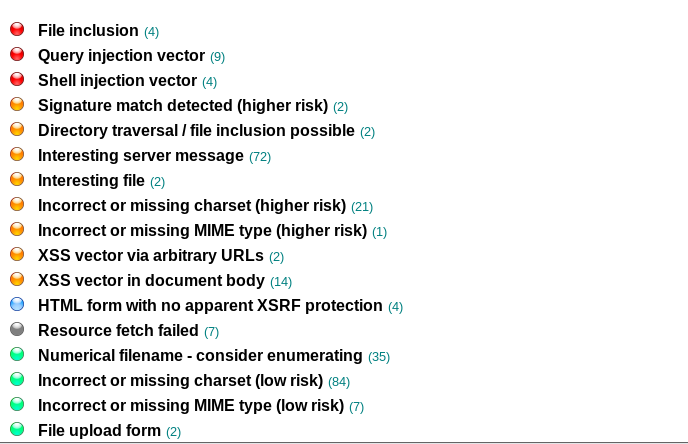 File inclusion (4)
Query injection vector (9)
Shell injection vector (4)
Signature match detected (higher risk) (2)
Directory traversal / file inclusion possible (2)
Interesting server message (72)
Interesting file (2)
Incorrect or missing charset (higher risk) (21)
Incorrect or missing MIME type (higher risk) (1)
XSS vector via arbitrary URLs (2)
XSS vector in document body (14)
HTML form with no apparent XSRF protection (4)
Resource fetch failed (7)
Numerical filename - consider enumerating (35)
Incorrect or missing charset (low risk) (84)
Incorrect or missing MIME type (low risk) (7)
File upload form (2)